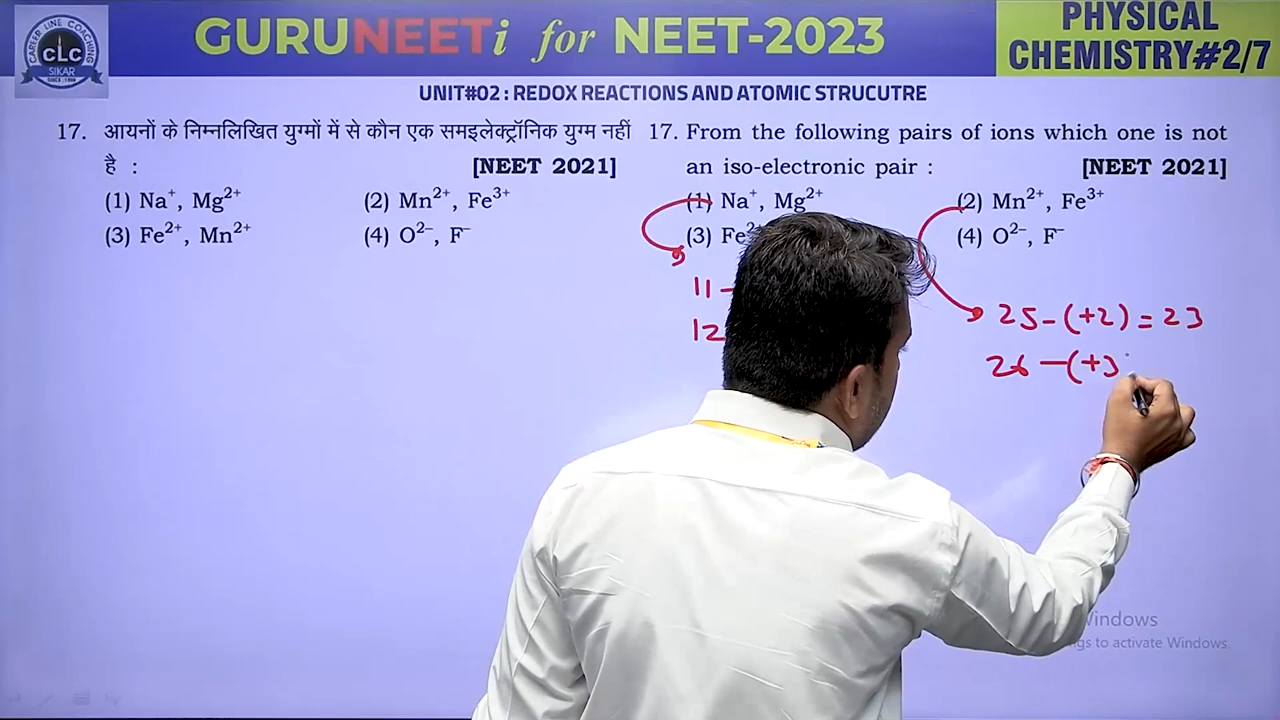 CAREER LINE COACHING
CLC
SIKAR
SINCE : 1996
GURUNEETi for NEET-2023
PHYSICAL
CHEMISTRY#2/7
UNIT#02 : REDOX REACTIONS AND ATOMIC STRUCUTRE
17. आयनों के निम्नलिखित युग्मों में से कौन एक समइलेक्ट्रॉनिक युग्म नहीं
है : [NEET 2021]
(1) Na⁺, Mg²⁺ (2) Mn²⁺, Fe³⁺
(3) Fe²⁺, Mn²⁺ (4) O²⁻, F⁻
17. From the following pairs of ions which one is not
an iso-electronic pair : [NEET 2021]
(1) Na⁺, Mg²⁺ (2) Mn²⁺, Fe³⁺
(3) Fe²⁺ (4) O²⁻, F⁻
11 -
12
25-(+2) = 23
26 -(+3)
Windows
to activate Windows.